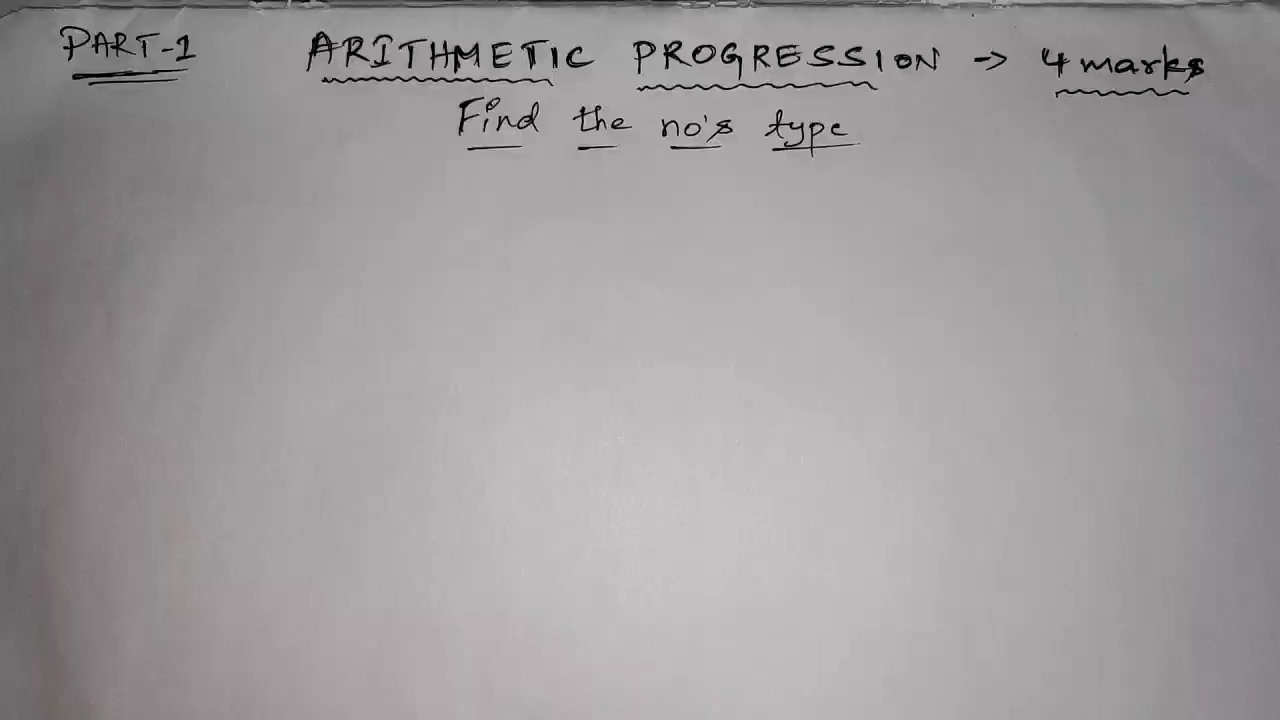 PART-1 ARITHMETIC PROGRESSION -> 4 marks
Find the no's type